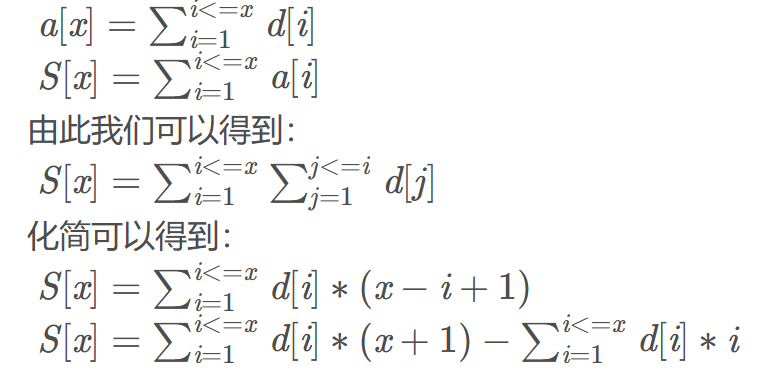 a[x] = ∑_{i=1}^{i<=x} d[i]
S[x] = ∑_{i=1}^{i<=x} a[i]
由此我们可以得到：
S[x] = ∑_{i=1}^{i<=x} ∑_{j=1}^{j<=i} d[j]
化简可以得到：
S[x] = ∑_{i=1}^{i<=x} d[i] * (x − i + 1)
S[x] = ∑_{i=1}^{i<=x} d[i] * (x + 1) − ∑_{i=1}^{i<=x} d[i] * i